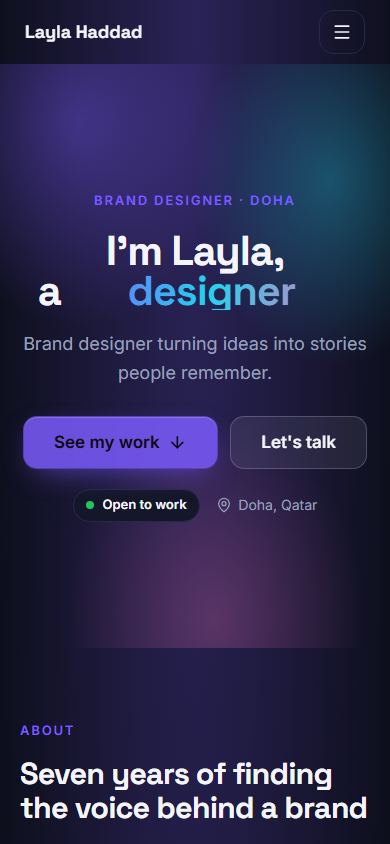 Layla Haddad
BRAND DESIGNER · DOHA
I'm Layla,
a designer
Brand designer turning ideas into stories
people remember.
See my work ↓
Let's talk
Open to work
Doha, Qatar
ABOUT
Seven years of finding
the voice behind a brand